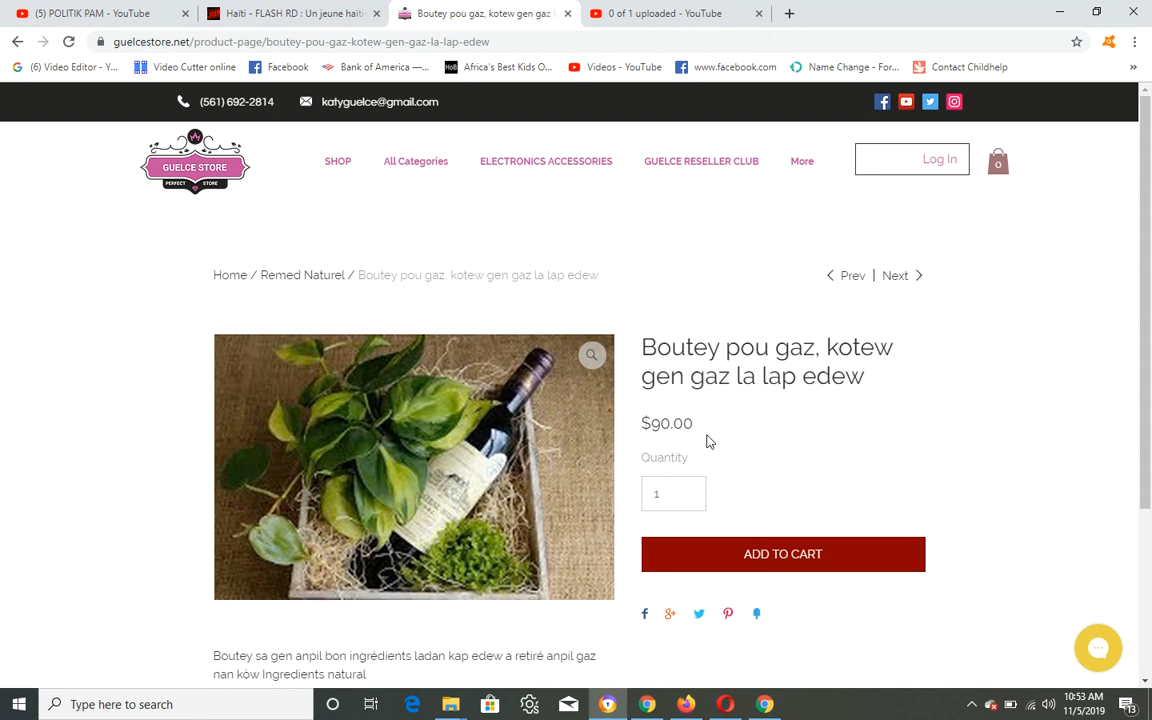 (5) POLITIK PAM - YouTube
Haïti - FLASH RD : Un jeune haïtie
Boutey pou gaz, kotew gen gaz la
0 of 1 uploaded - YouTube
guelcestore.net/product-page/boutey-pou-gaz-kotew-gen-gaz-la-lap-edew
(6) Video Editor - Y...
Video Cutter online
Facebook
Bank of America —...
Africa's Best Kids O...
Videos - YouTube
www.facebook.com
Name Change - For...
Contact Childhelp
(561) 692-2814
katyguelce@gmail.com
GUELCE STORE
PERFECT STORE
SHOP
All Categories
ELECTRONICS ACCESSORIES
GUELCE RESELLER CLUB
More
Log In
0
Home / Remed Naturel / Boutey pou gaz, kotew gen gaz la lap edew
Prev | Next
Boutey pou gaz, kotew
gen gaz la lap edew
$90.00
Quantity
1
ADD TO CART
Boutey sa gen anpil bon ingrédients ladan kap edew a retiré anpil gaz
nan kòw Ingredients natural
Type here to search
10:53 AM
11/5/2019
13